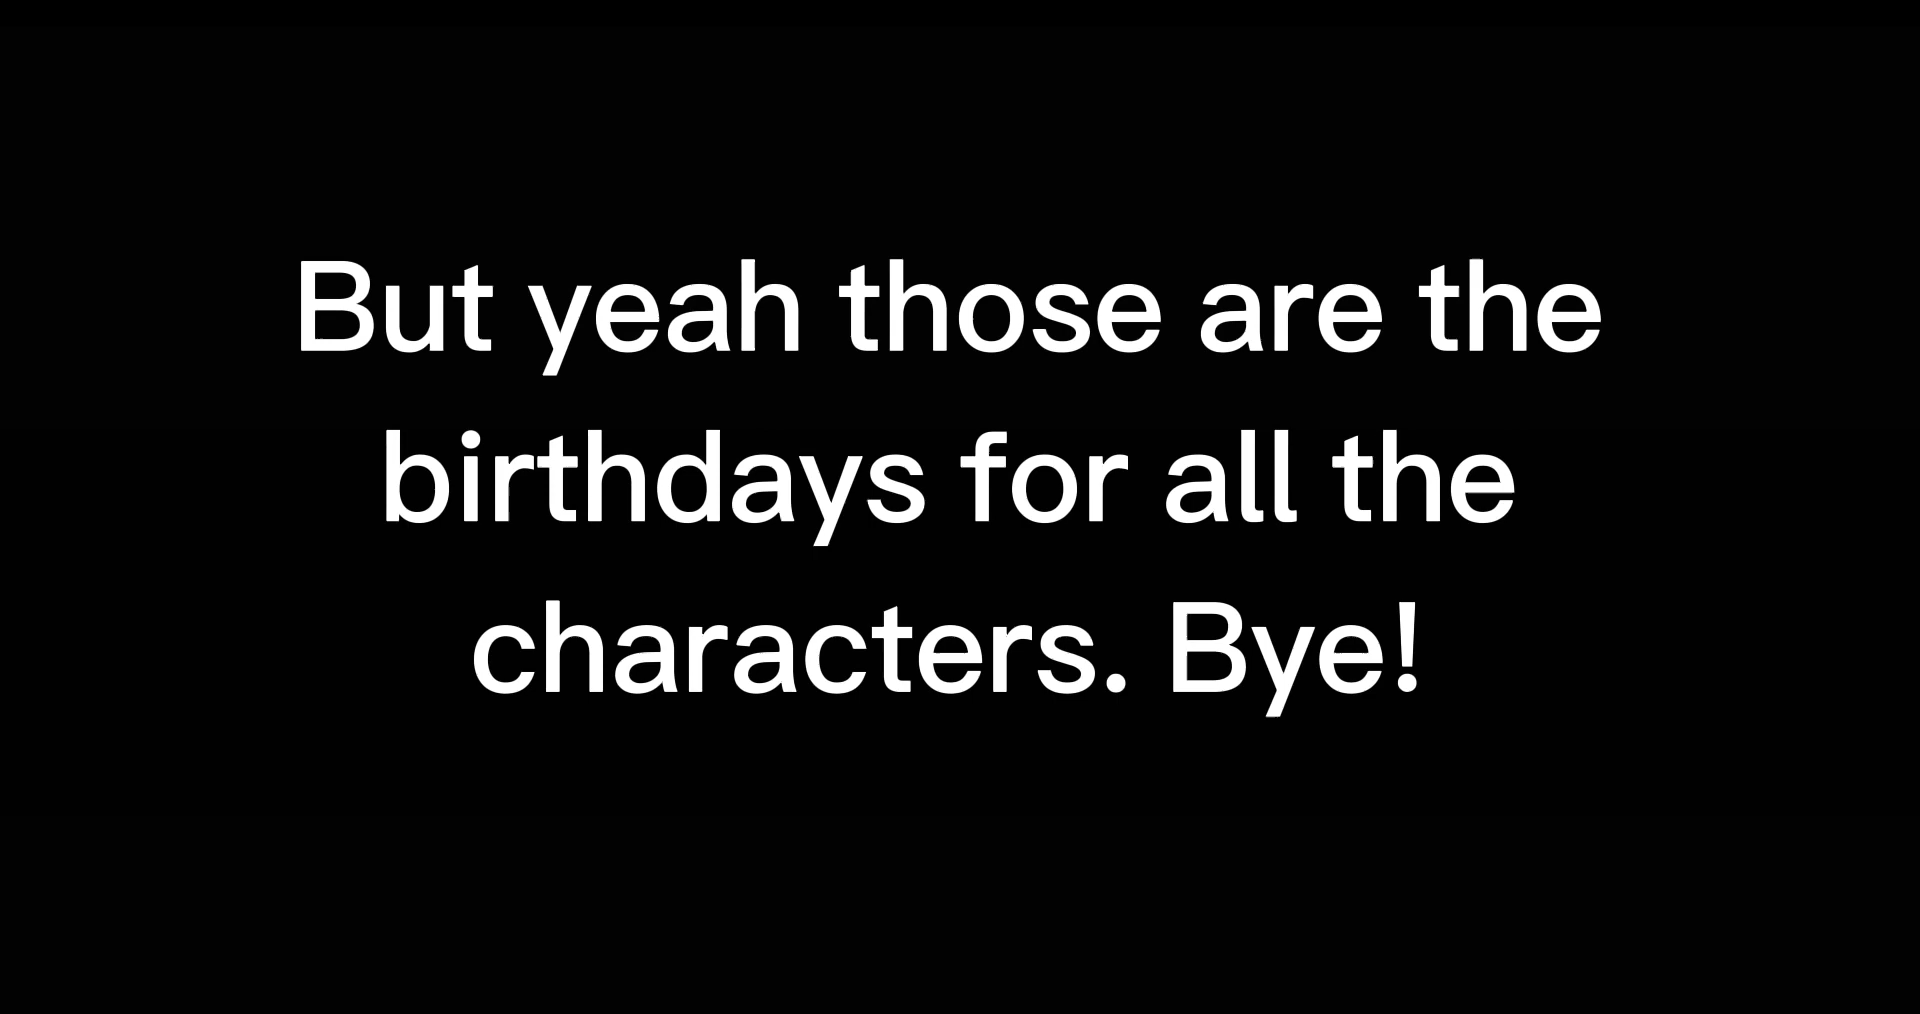 But yeah those are the
birthdays for all the
characters. Bye!